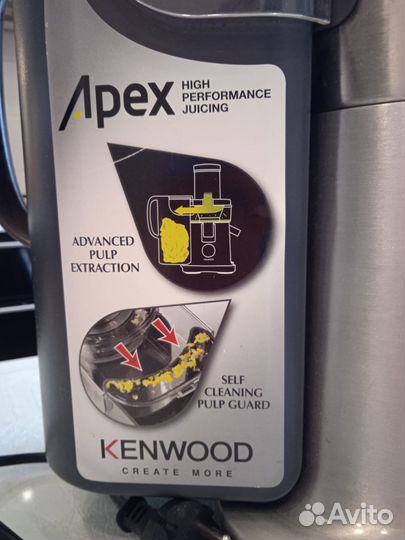 Apex
HIGH
PERFORMANCE
JUICING
ADVANCED
PULP
EXTRACTION
SELF
CLEANING
PULP GUARD
KENWOOD
CREATE MORE
Avito